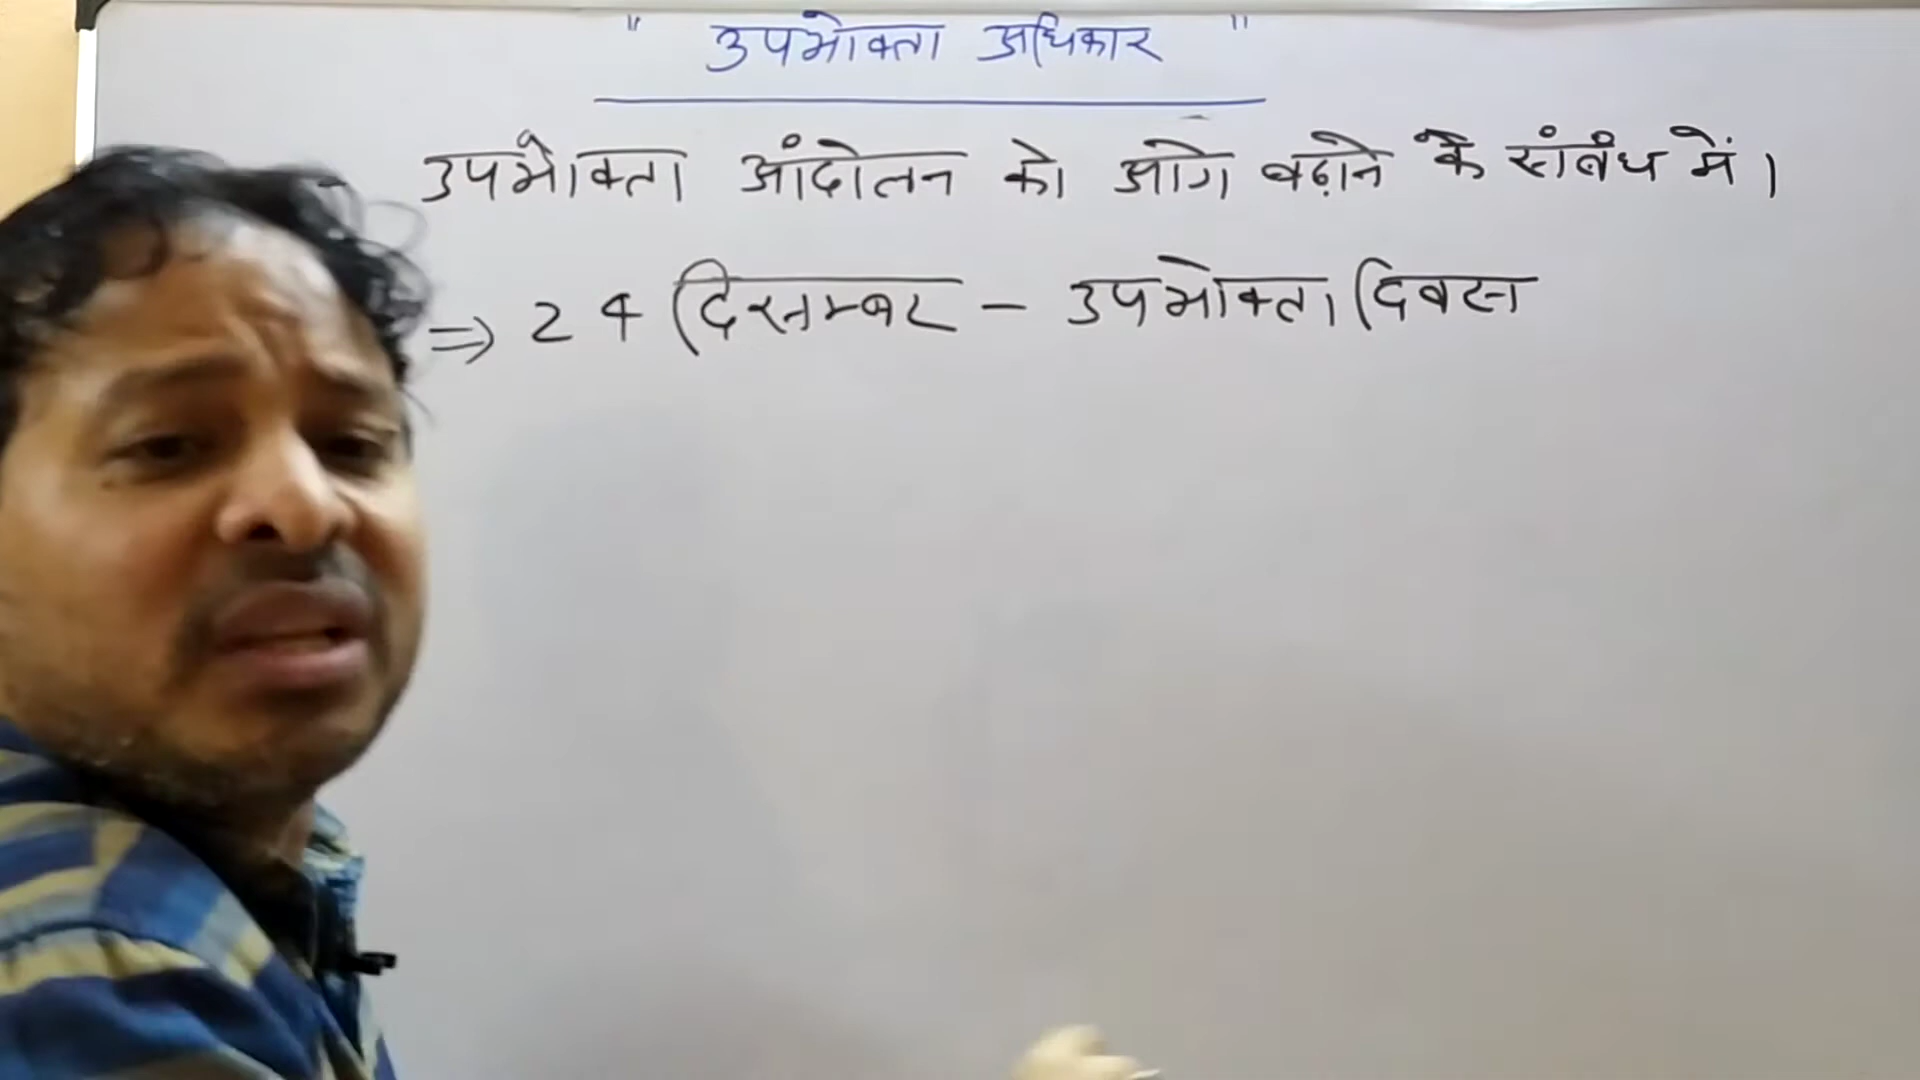 " उपभोक्ता अधिकार "
उपभोक्ता आंदोलन को आगे बढ़ाने के संबंध में।
⇒ 24 दिसम्बर - उपभोक्ता दिवस